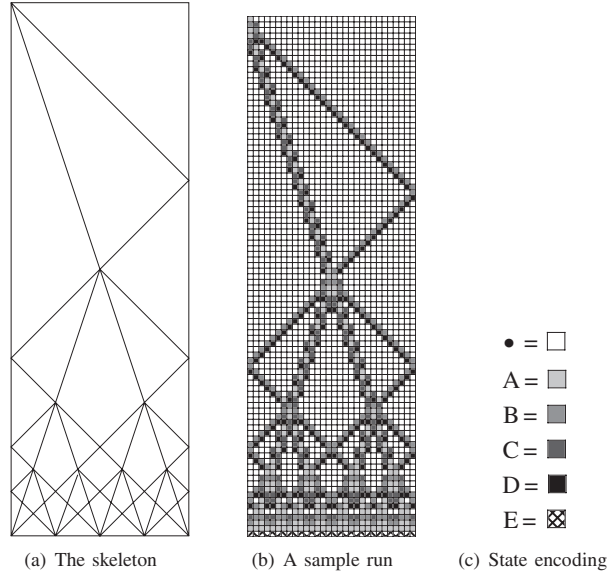 • =
A =
B =
C =
D =
E =
(a) The skeleton
(b) A sample run
(c) State encoding